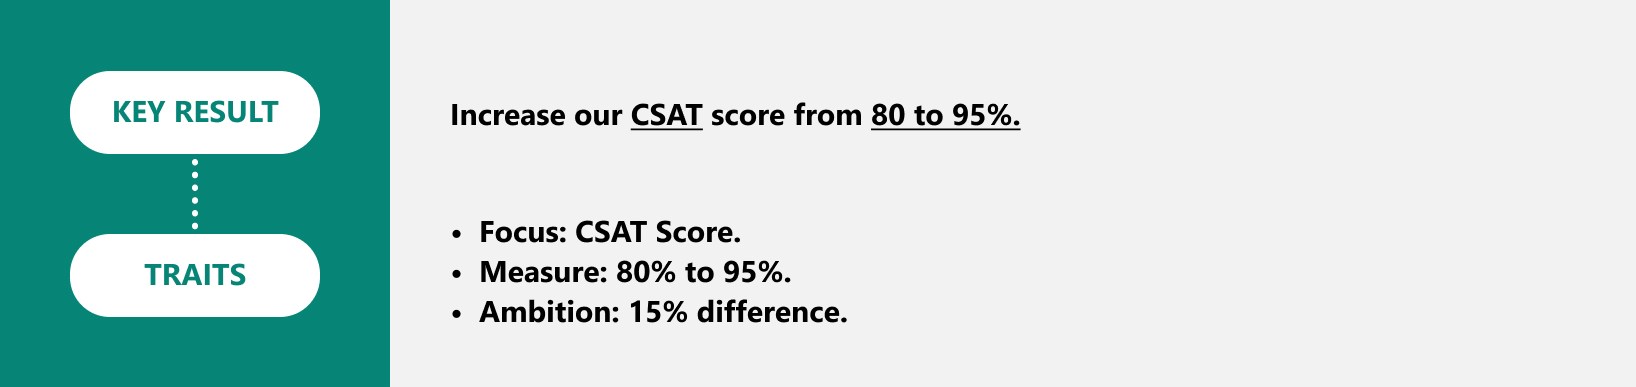 KEY RESULT
Increase our CSAT score from 80 to 95%.
TRAITS
• Focus: CSAT Score.
• Measure: 80% to 95%.
• Ambition: 15% difference.